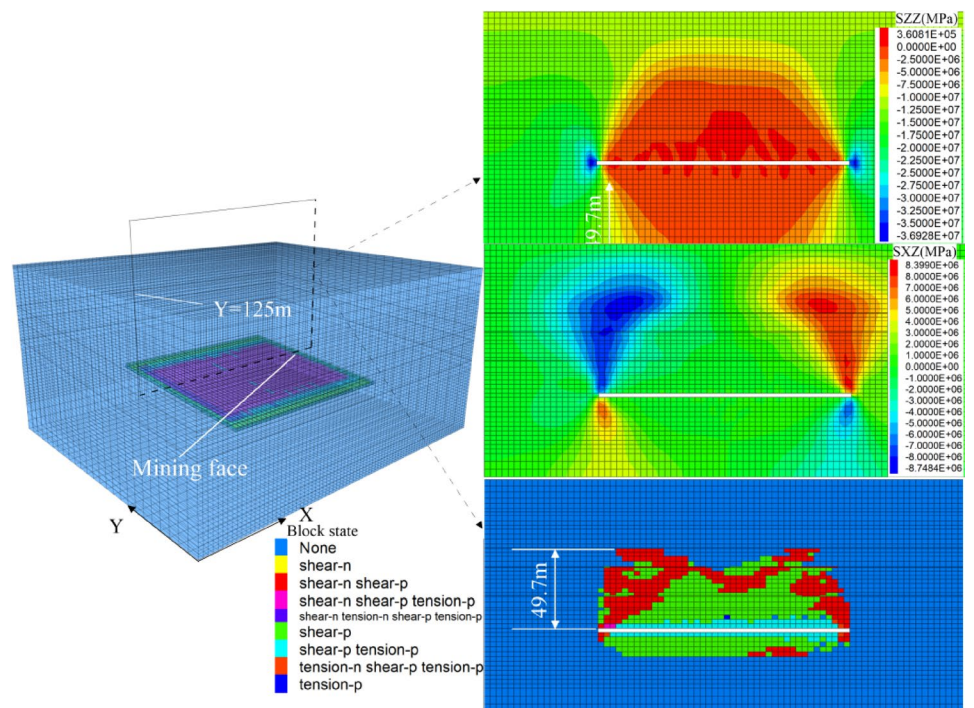 Y=125m
Mining face
Y
X
Block state
None
shear-n
shear-n shear-p
shear-n shear-p tension-p
shear-n tension-n shear-p tension-p
shear-p
shear-p tension-p
tension-n shear-p tension-p
tension-p
SZZ(MPa)
3.6081E+05
0.0000E+00
-2.5000E+06
-5.0000E+06
-7.5000E+06
-1.0000E+07
-1.2500E+07
-1.5000E+07
-1.7500E+07
-2.0000E+07
-2.2500E+07
-2.5000E+07
-2.7500E+07
-3.0000E+07
-3.2500E+07
-3.5000E+07
-3.6928E+07
9.7m
SXZ(MPa)
8.3990E+06
8.0000E+06
7.0000E+06
6.0000E+06
5.0000E+06
4.0000E+06
3.0000E+06
2.0000E+06
1.0000E+06
0.0000E+00
-1.0000E+06
-2.0000E+06
-3.0000E+06
-4.0000E+06
-5.0000E+06
-6.0000E+06
-7.0000E+06
-8.0000E+06
-8.7484E+06
49.7m